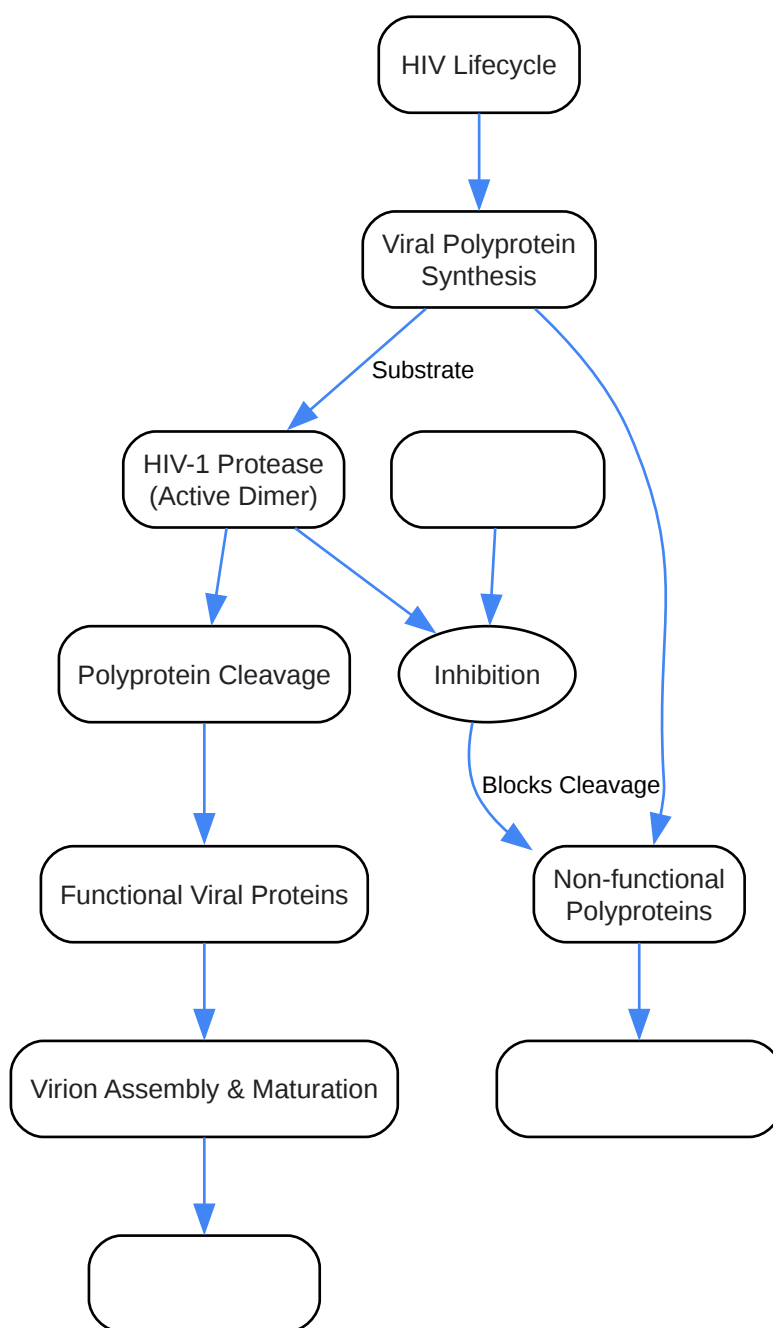 HIV Lifecycle
Viral Polyprotein
Synthesis
Substrate
HIV-1 Protease
(Active Dimer)
Polyprotein Cleavage
Inhibition
Blocks Cleavage
Functional Viral Proteins
Non-functional
Polyproteins
Virion Assembly & Maturation